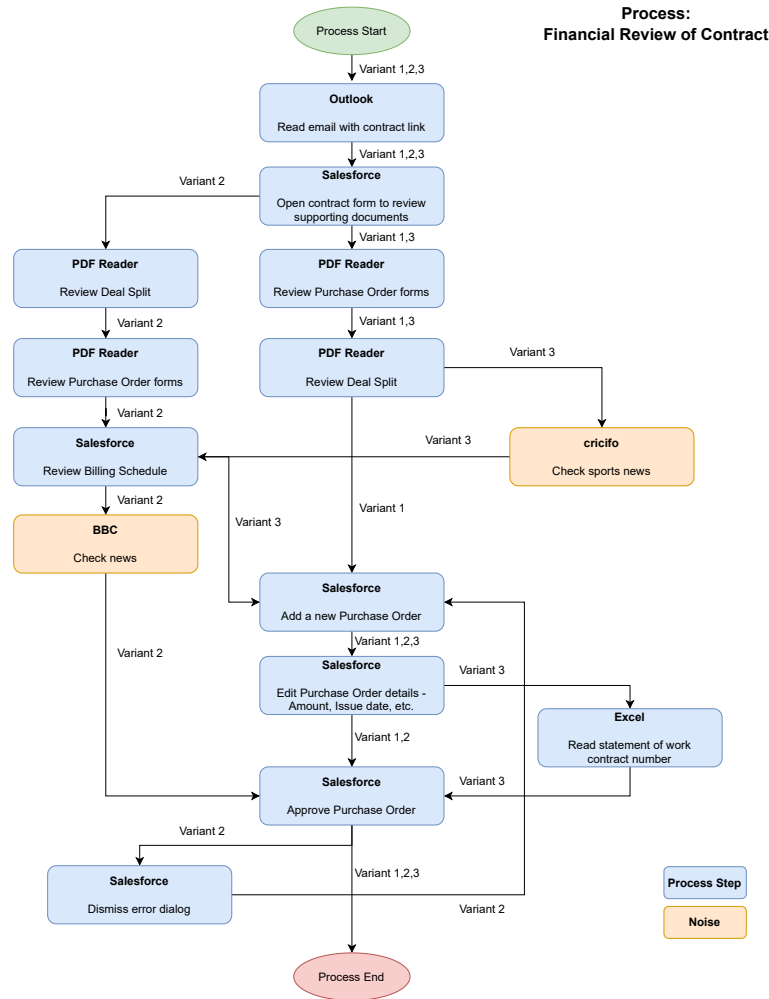 Process:
Financial Review of Contract
Process Start
Variant 1,2,3
Outlook
Read email with contract link
Variant 1,2,3
Variant 2
Salesforce
Open contract form to review
supporting documents
Variant 1,3
PDF Reader
Review Deal Split
PDF Reader
Review Purchase Order forms
Variant 2
Variant 1,3
PDF Reader
Review Purchase Order forms
PDF Reader
Review Deal Split
Variant 3
Variant 2
Salesforce
Review Billing Schedule
Variant 3
cricifo
Check sports news
Variant 2
Variant 3
Variant 1
BBC
Check news
Salesforce
Add a new Purchase Order
Variant 2
Variant 1,2,3
Salesforce
Edit Purchase Order details -
Amount, Issue date, etc.
Variant 3
Excel
Read statement of work
contract number
Variant 1,2
Salesforce
Approve Purchase Order
Variant 3
Variant 2
Variant 1,2,3
Salesforce
Dismiss error dialog
Variant 2
Process Step
Noise
Process End